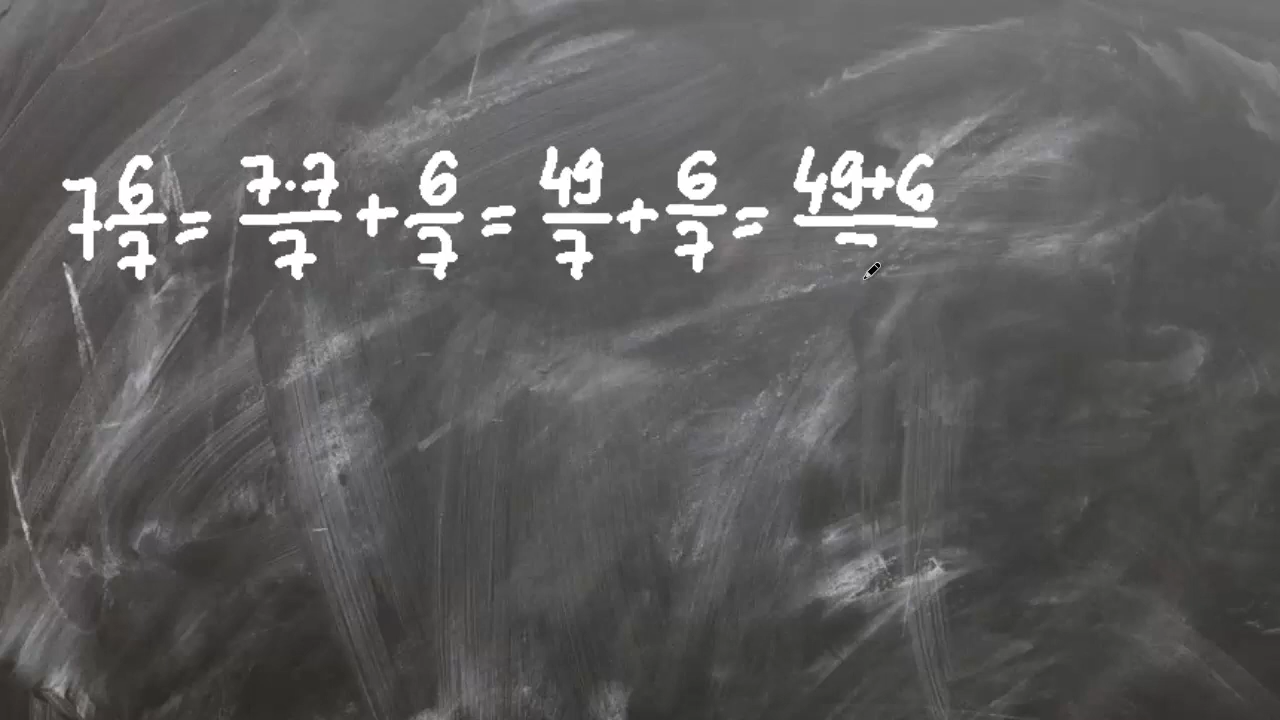 7 6/7 = 7·7/7 + 6/7 = 49/7 + 6/7 = 49+6/